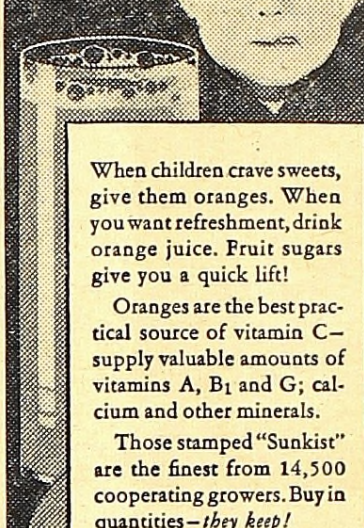 When children crave sweets,
give them oranges. When
you want refreshment, drink
orange juice. Fruit sugars
give you a quick lift!
Oranges are the best prac-
tical source of vitamin C—
supply valuable amounts of
vitamins A, B₁ and G; cal-
cium and other minerals.
Those stamped "Sunkist"
are the finest from 14,500
cooperating growers. Buy in
quantities—they keep!